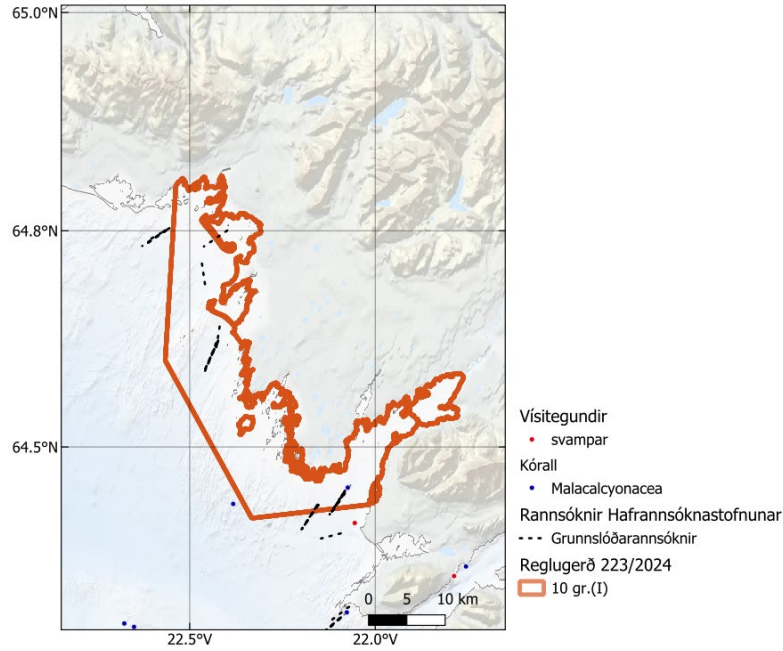 65.0°N
64.8°N
64.5°N
22.5°V
22.0°V
0 5 10 km
Vísitegundir
svampar
Kórall
Malacalcyonacea
Rannsóknir Hafrannsóknastofnunar
Grunnslóðarannsóknir
Reglugerð 223/2024
10 gr.(I)